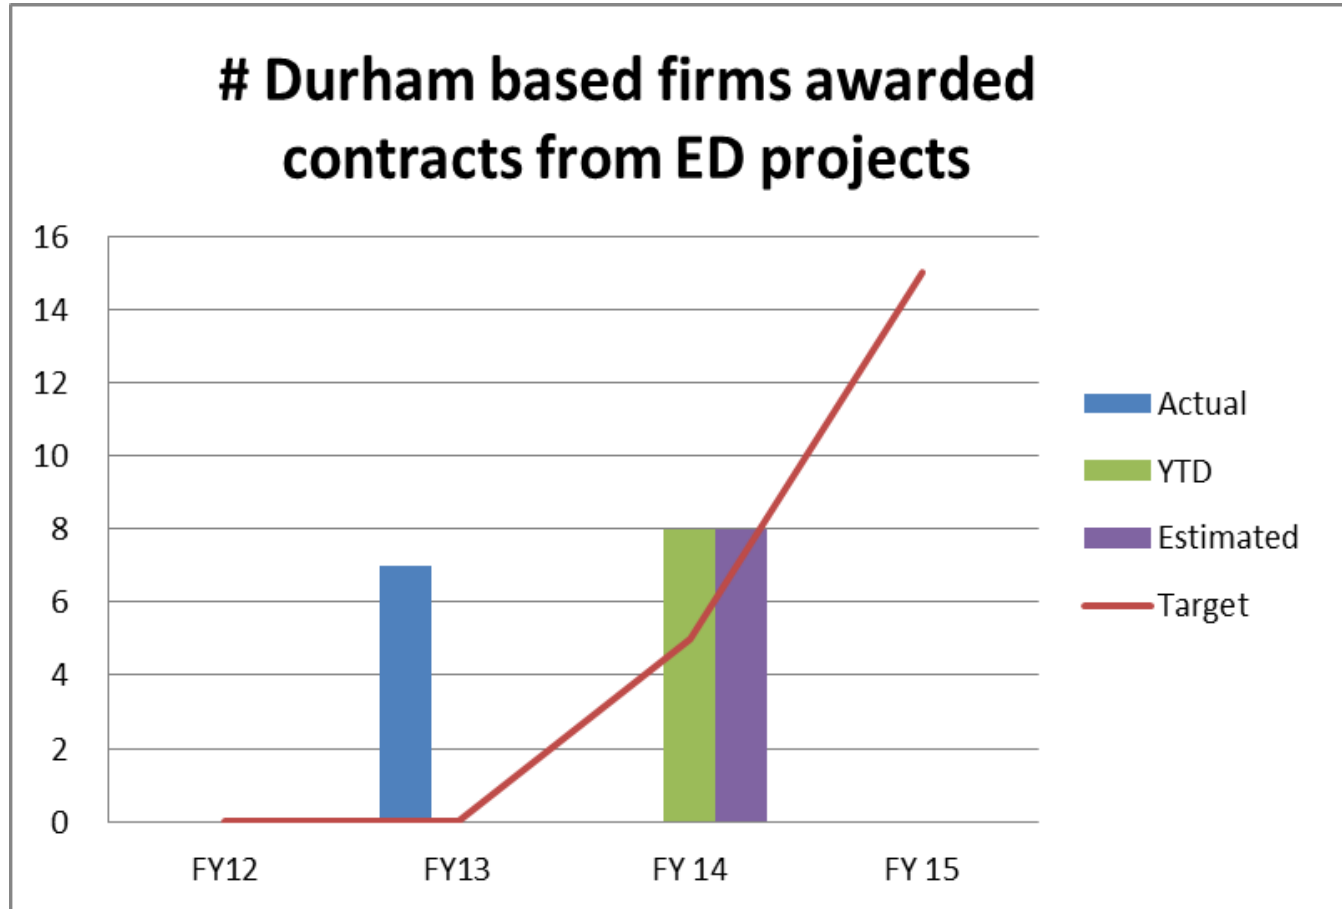 # Durham based firms awarded
contracts from ED projects
16
14
12
10
8
6
4
2
0
FY12 FY13 FY 14 FY 15
Actual
YTD
Estimated
Target